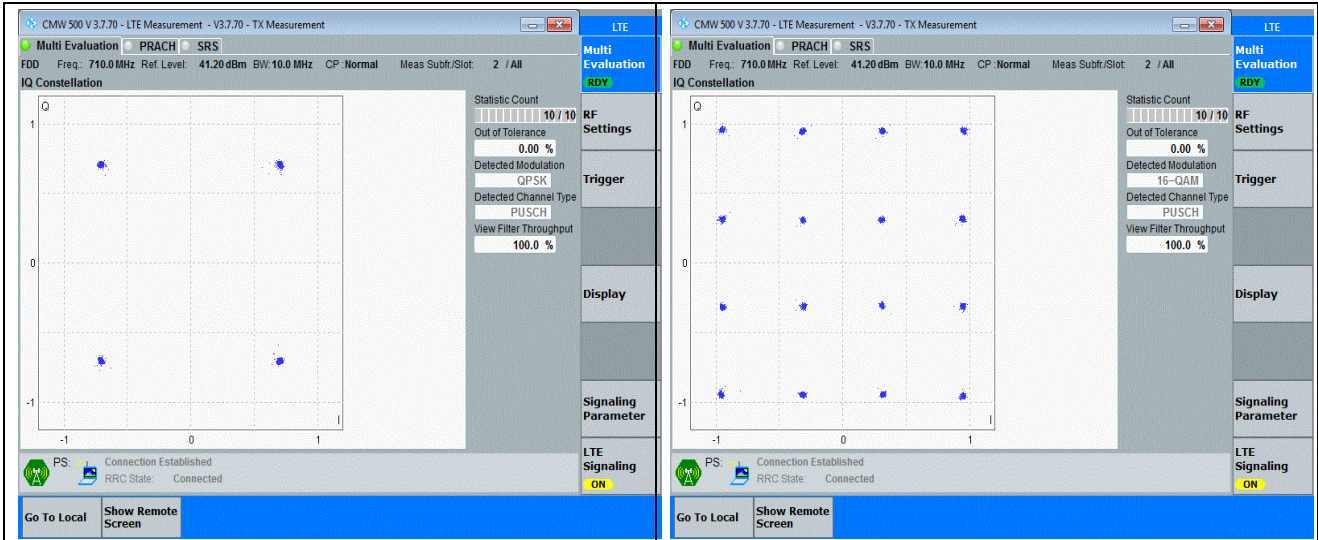 CMW 500 V 3.7.70 - LTE Measurement - V3.7.70 - TX Measurement
LTE
Multi Evaluation PRACH SRS
Multi
Evaluation
RDY
FDD Freq.: 710.0 MHz Ref. Level: 41.20 dBm BW: 10.0 MHz CP : Normal Meas Subfr./Slot: 2 / All
IQ Constellation
Q
1
0
-1
-1
0
1
I
Statistic Count
10 / 10
Out of Tolerance
0.00 %
Detected Modulation
QPSK
Detected Channel Type
PUSCH
View Filter Throughput
100.0 %
RF
Settings
Trigger
Display
Signaling
Parameter
LTE
Signaling
ON
PS: Connection Established
RRC State: Connected
Go To Local
Show Remote
Screen
CMW 500 V 3.7.70 - LTE Measurement - V3.7.70 - TX Measurement
LTE
Multi Evaluation PRACH SRS
Multi
Evaluation
RDY
FDD Freq.: 710.0 MHz Ref. Level: 41.20 dBm BW: 10.0 MHz CP : Normal Meas Subfr./Slot: 2 / All
IQ Constellation
Q
1
0
-1
-1
0
1
I
Statistic Count
10 / 10
Out of Tolerance
0.00 %
Detected Modulation
16-QAM
Detected Channel Type
PUSCH
View Filter Throughput
100.0 %
RF
Settings
Trigger
Display
Signaling
Parameter
LTE
Signaling
ON
PS: Connection Established
RRC State: Connected
Go To Local
Show Remote
Screen